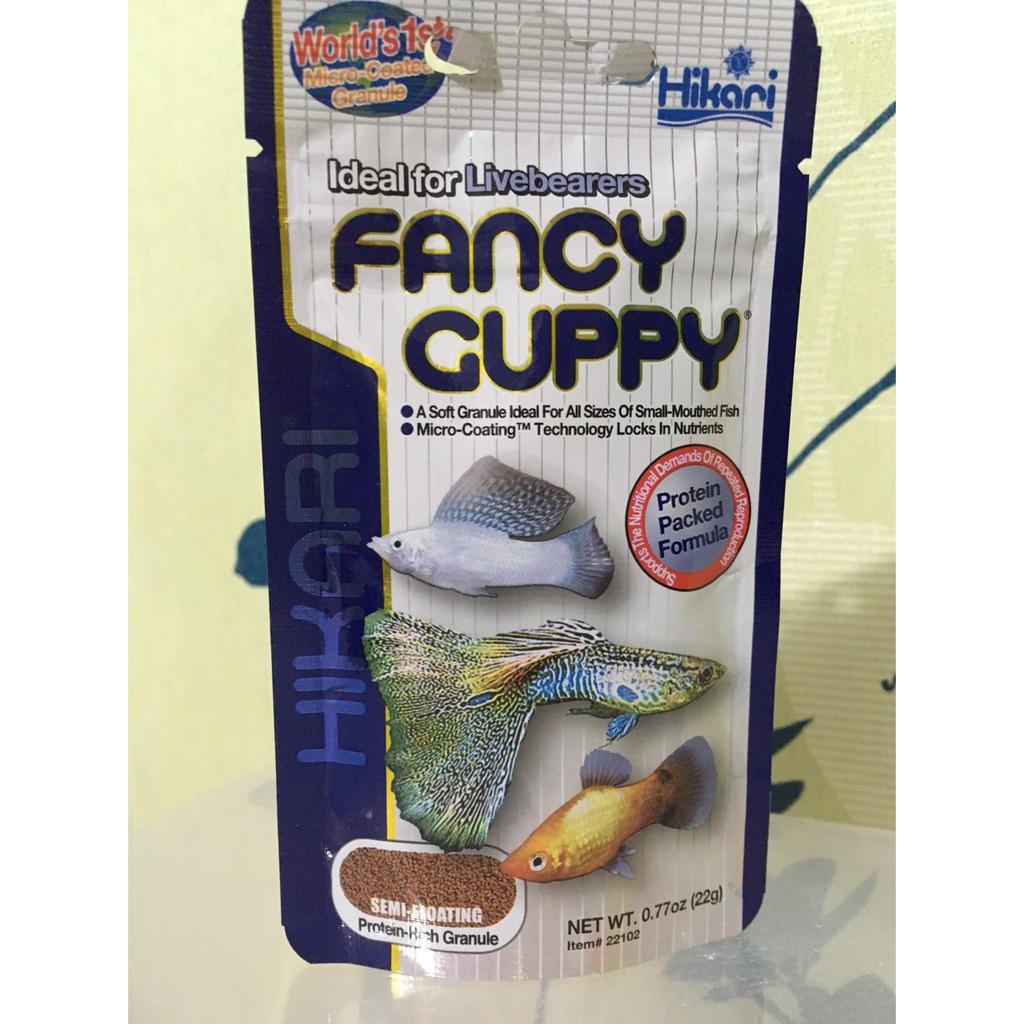 World's 1st
Micro-Coated
Granule
Hikari
Ideal for Livebearers
FANCY
GUPPY®
● A Soft Granule Ideal For All Sizes Of Small-Mouthed Fish
● Micro-Coating™ Technology Locks In Nutrients
HIKARI
Supports The Nutritional Demands Of Repeated Reproduction
Protein
Packed
Formula
SEMI-FLOATING
Protein-Rich Granule
NET WT. 0.77oz (22g)
Item# 22102